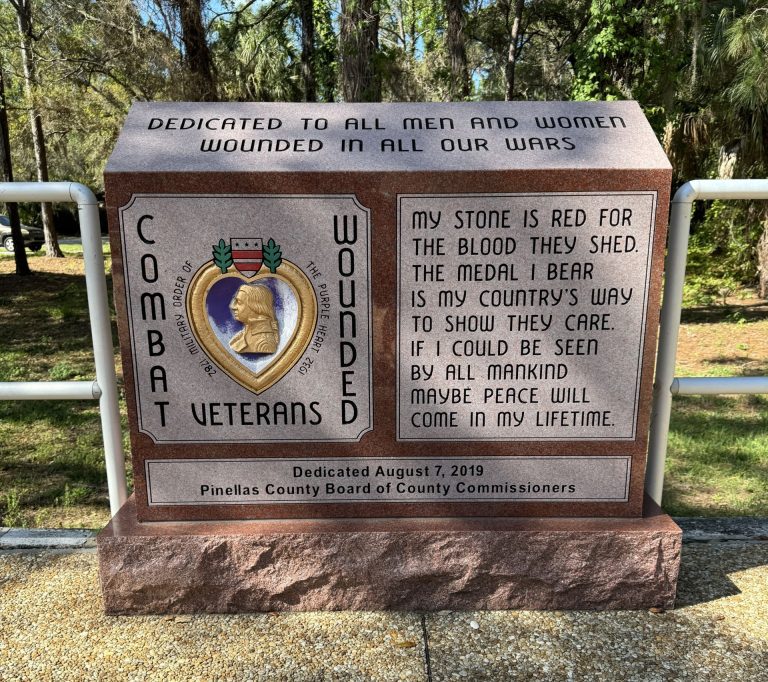 DEDICATED TO ALL MEN AND WOMEN
WOUNDED IN ALL OUR WARS
COMBAT
WOUNDED
VETERANS
MILITARY ORDER OF
THE PURPLE HEART
1782
1932
MY STONE IS RED FOR
THE BLOOD THEY SHED.
THE MEDAL I BEAR
IS MY COUNTRY'S WAY
TO SHOW THEY CARE.
IF I COULD BE SEEN
BY ALL MANKIND
MAYBE PEACE WILL
COME IN MY LIFETIME.
Dedicated August 7, 2019
Pinellas County Board of County Commissioners